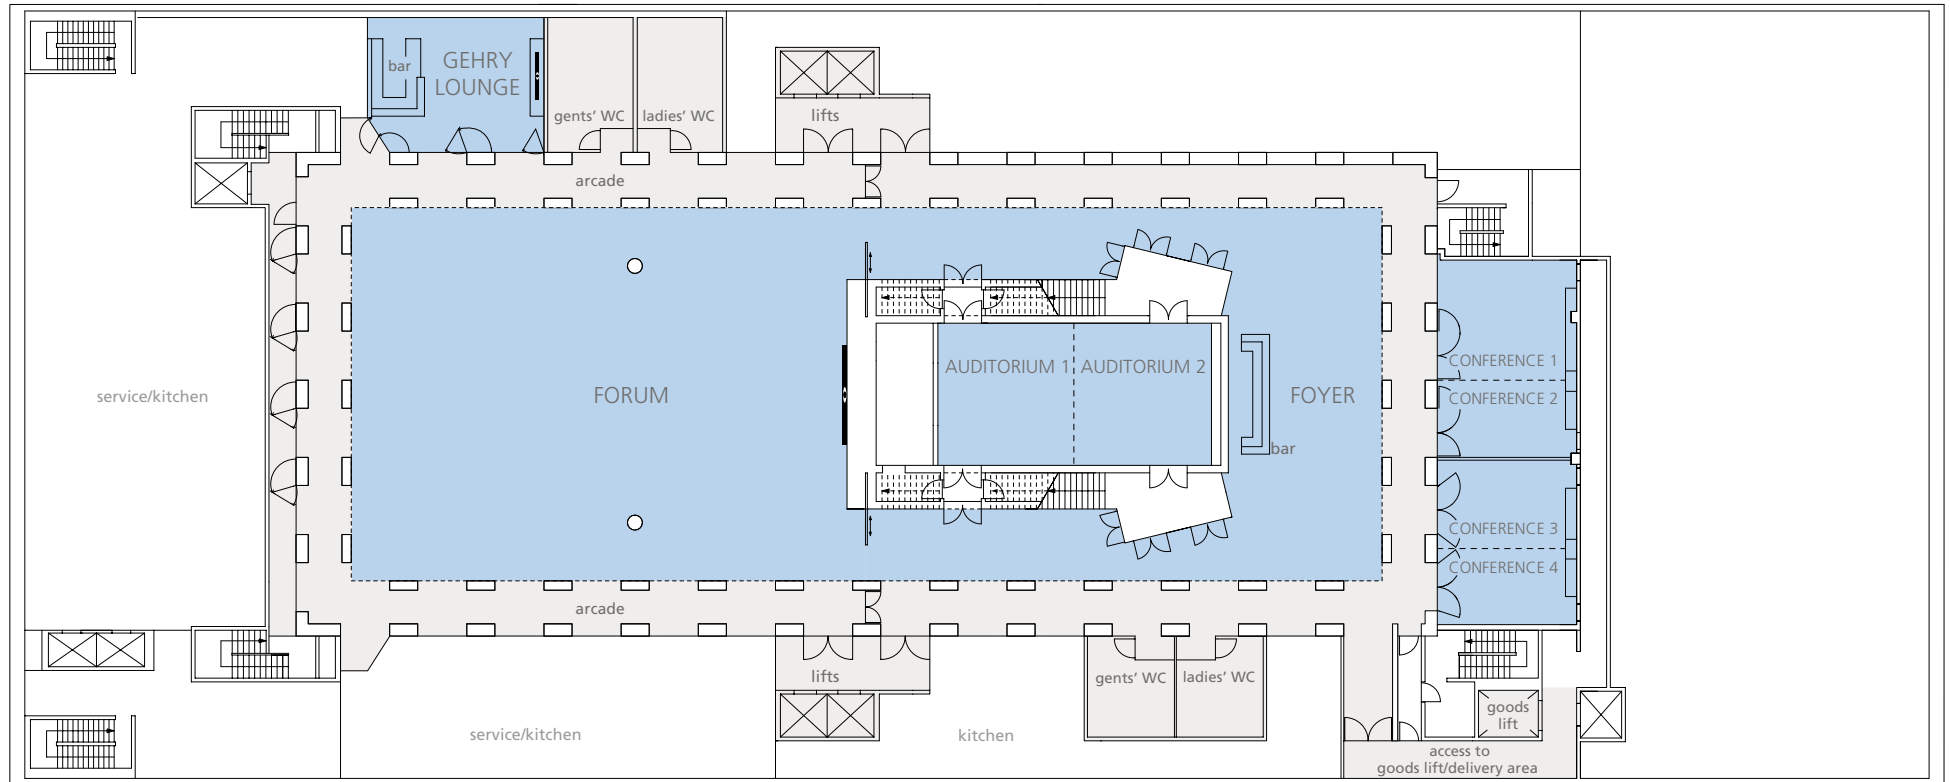 GEHRY
LOUNGE
bar
gents' WC
ladies' WC
lifts
arcade
service/kitchen
FORUM
AUDITORIUM 1
AUDITORIUM 2
FOYER
bar
CONFERENCE 1
CONFERENCE 2
CONFERENCE 3
CONFERENCE 4
arcade
lifts
gents' WC
ladies' WC
service/kitchen
kitchen
goods
lift
access to
goods lift/delivery area